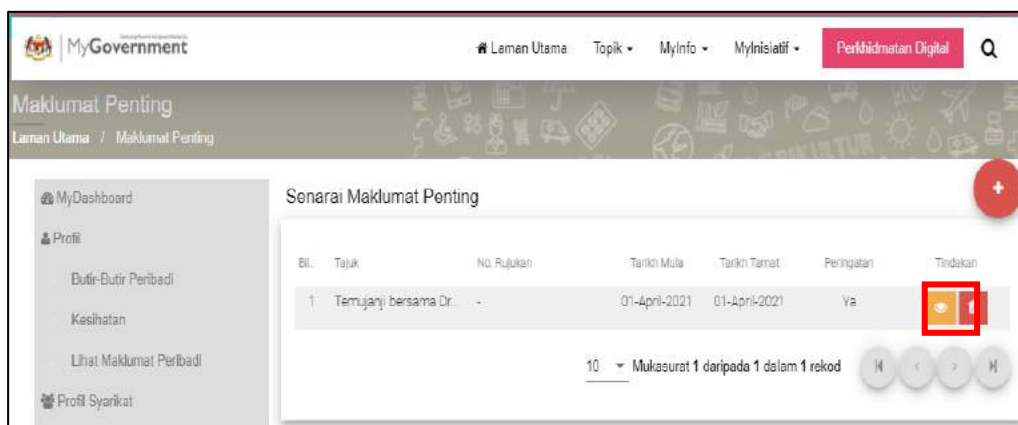 MyGovernment
Laman Utama Topik MyInfo MyInisiatif Perkhidmatan Digital
Maklumat Penting
Laman Utama / Maklumat Penting
MyDashboard
Profil
Butir-Butir Peribadi
Kesihatan
Lihat Maklumat Peribadi
Profil Syarikat
Senarai Maklumat Penting
Bil. Tajuk No. Rujukan Tarikh Mula Tarikh Tamat Peringatan Tindakan
1 Temujanji bersama Dr... - 01-April-2021 01-April-2021 Ya
10 Mukasurat 1 daripada 1 dalam 1 rekod